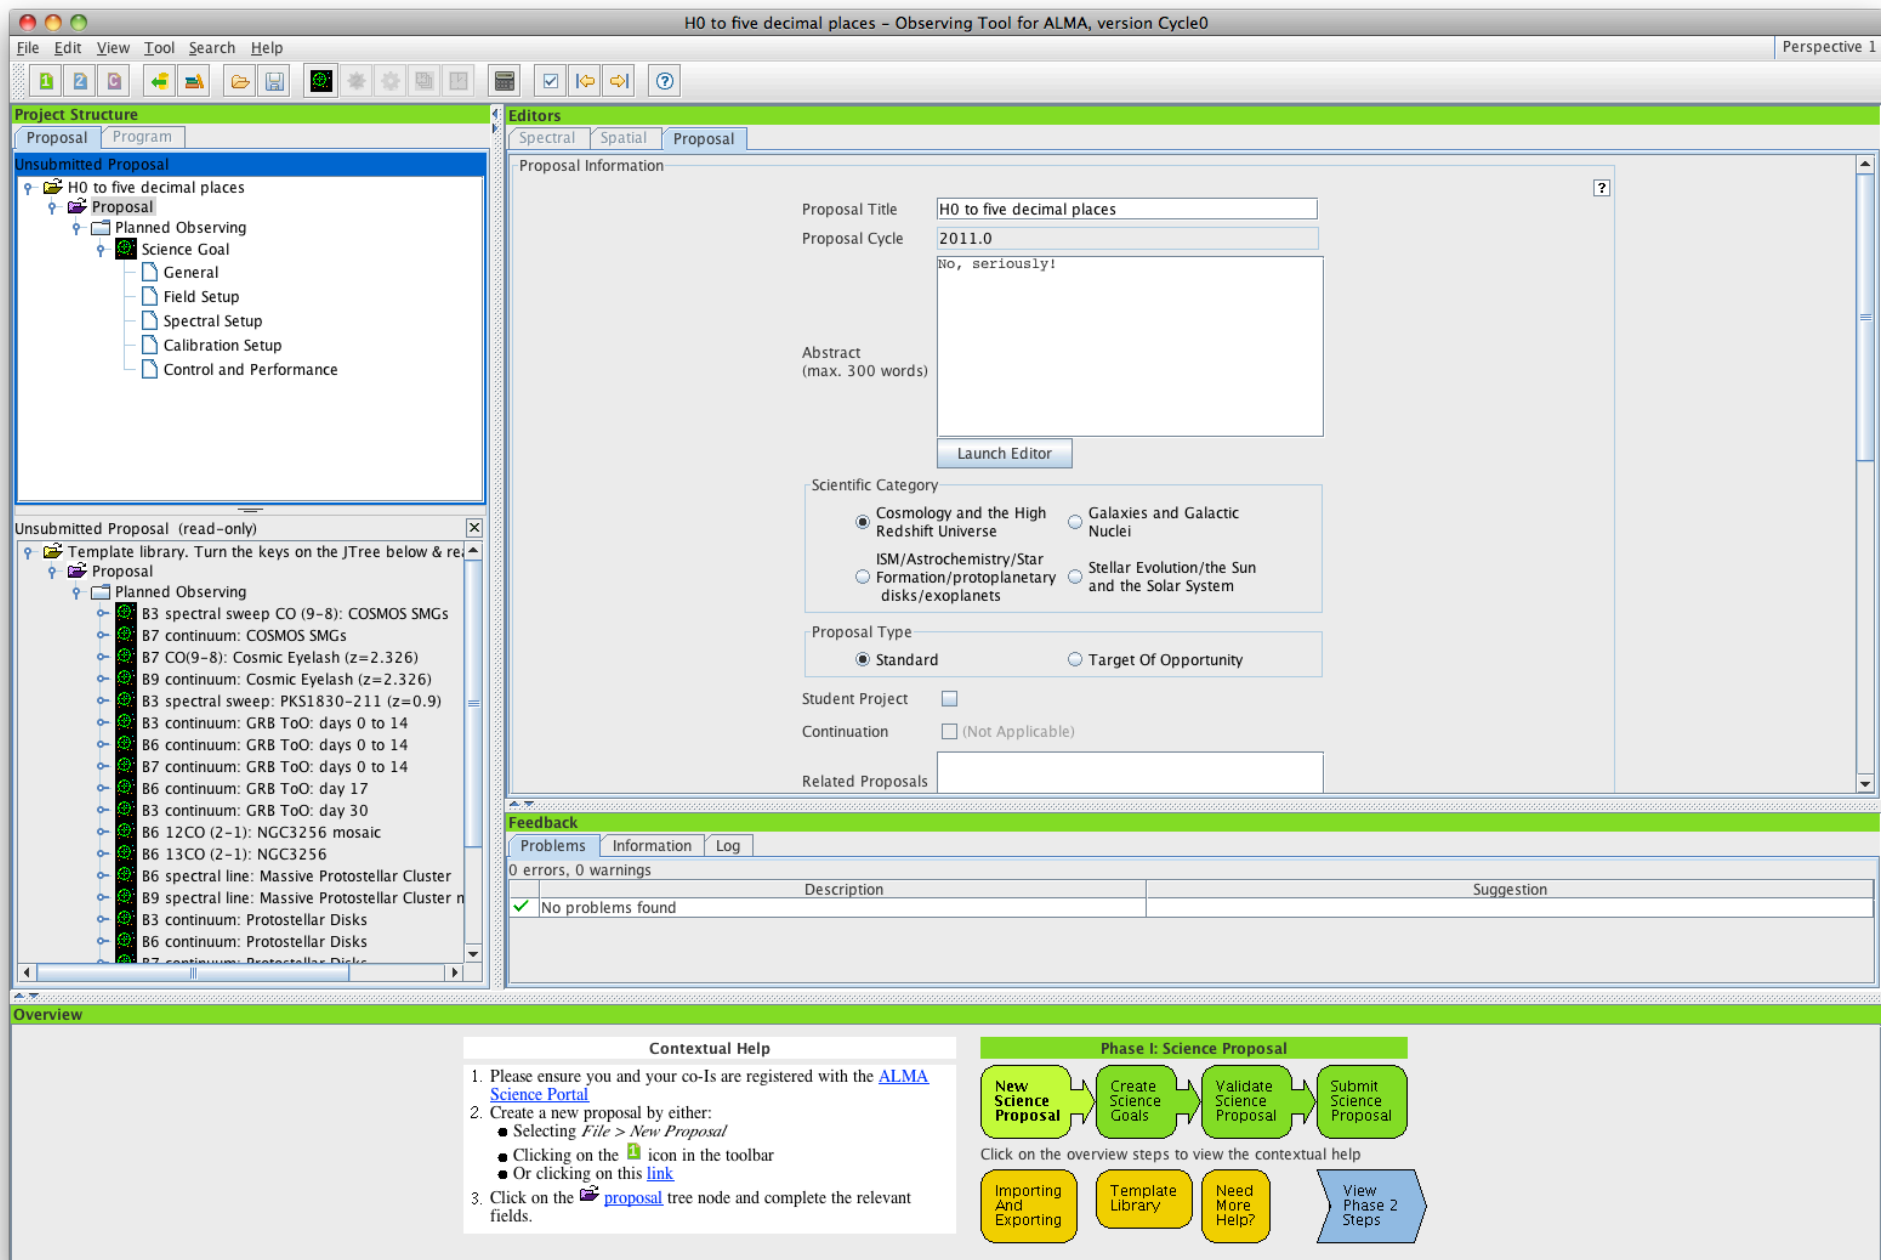 H0 to five decimal places – Observing Tool for ALMA, version Cycle0
File Edit View Tool Search Help
Perspective 1
Project Structure
Proposal Program
Unsubmitted Proposal
H0 to five decimal places
Proposal
Planned Observing
Science Goal
General
Field Setup
Spectral Setup
Calibration Setup
Control and Performance
Unsubmitted Proposal (read-only)
Template library. Turn the keys on the JTree below & rea
Proposal
Planned Observing
B3 spectral sweep CO (9-8): COSMOS SMGs
B7 continuum: COSMOS SMGs
B7 CO(9-8): Cosmic Eyelash (z=2.326)
B9 continuum: Cosmic Eyelash (z=2.326)
B3 spectral sweep: PKS1830-211 (z=0.9)
B3 continuum: GRB ToO: days 0 to 14
B6 continuum: GRB ToO: days 0 to 14
B7 continuum: GRB ToO: days 0 to 14
B6 continuum: GRB ToO: day 17
B3 continuum: GRB ToO: day 30
B6 12CO (2-1): NGC3256 mosaic
B6 13CO (2-1): NGC3256
B6 spectral line: Massive Protostellar Cluster
B9 spectral line: Massive Protostellar Cluster
B3 continuum: Protostellar Disks
B6 continuum: Protostellar Disks
B7 continuum: Protostellar Disks
Editors
Spectral Spatial Proposal
Proposal Information
?
Proposal Title H0 to five decimal places
Proposal Cycle 2011.0
No, seriously!
Abstract
(max. 300 words)
Launch Editor
Scientific Category
Cosmology and the High
Redshift Universe
Galaxies and Galactic
Nuclei
ISM/Astrochemistry/Star
Formation/protoplanetary
disks/exoplanets
Stellar Evolution/the Sun
and the Solar System
Proposal Type
Standard Target Of Opportunity
Student Project
Continuation (Not Applicable)
Related Proposals
Feedback
Problems Information Log
0 errors, 0 warnings
Description Suggestion
No problems found
Overview
Contextual Help
1. Please ensure you and your co-Is are registered with the ALMA
Science Portal
2. Create a new proposal by either:
● Selecting File > New Proposal
● Clicking on the 1 icon in the toolbar
● Or clicking on this link
3. Click on the proposal tree node and complete the relevant
fields.
Phase I: Science Proposal
New
Science
Proposal
Create
Science
Goals
Validate
Science
Proposal
Submit
Science
Proposal
Click on the overview steps to view the contextual help
Importing
And
Exporting
Template
Library
Need
More
Help?
View
Phase 2
Steps